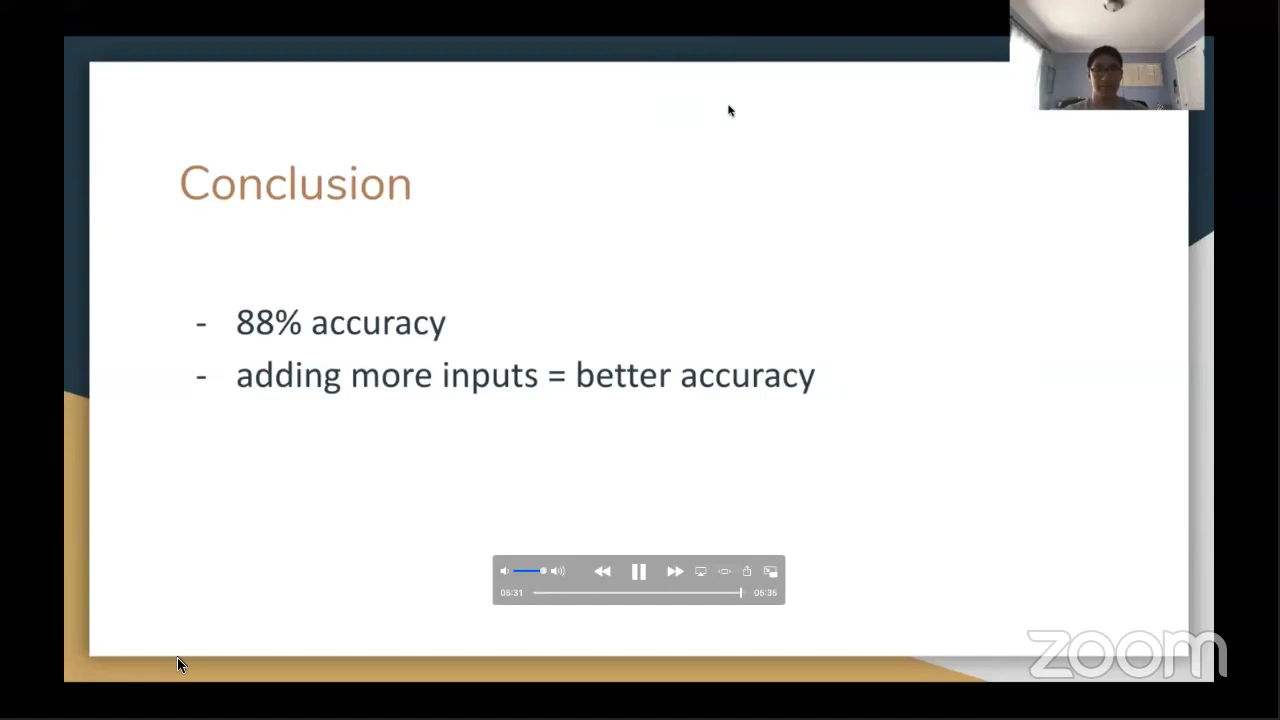 Conclusion
- 88% accuracy
- adding more inputs = better accuracy
05:31
05:35
zoom